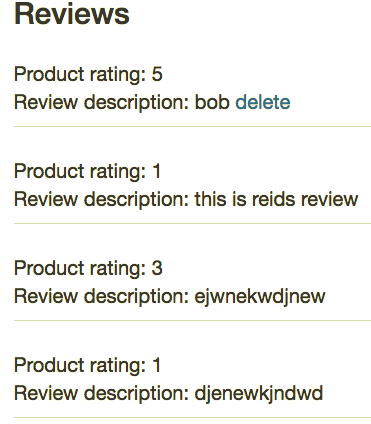 Reviews
Product rating: 5
Review description: bob delete
Product rating: 1
Review description: this is reids review
Product rating: 3
Review description: ejwnekwdjnew
Product rating: 1
Review description: djenewkjndwd